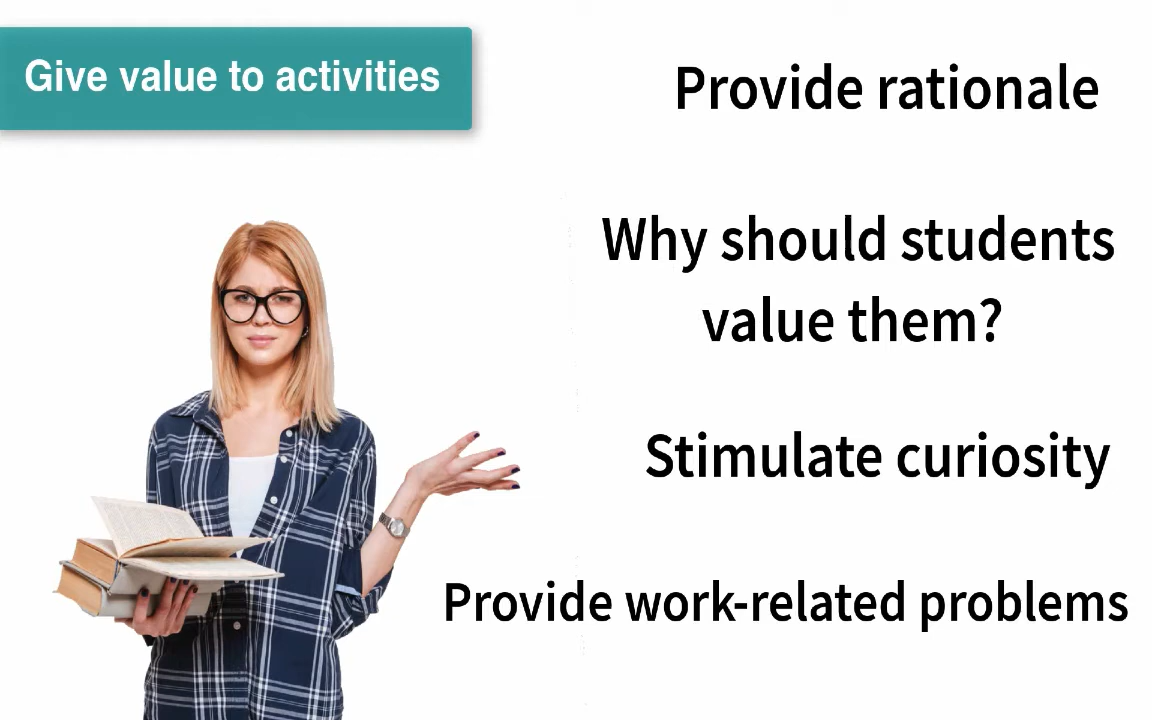 Give value to activities
Provide rationale
Why should students
value them?
Stimulate curiosity
Provide work-related problems